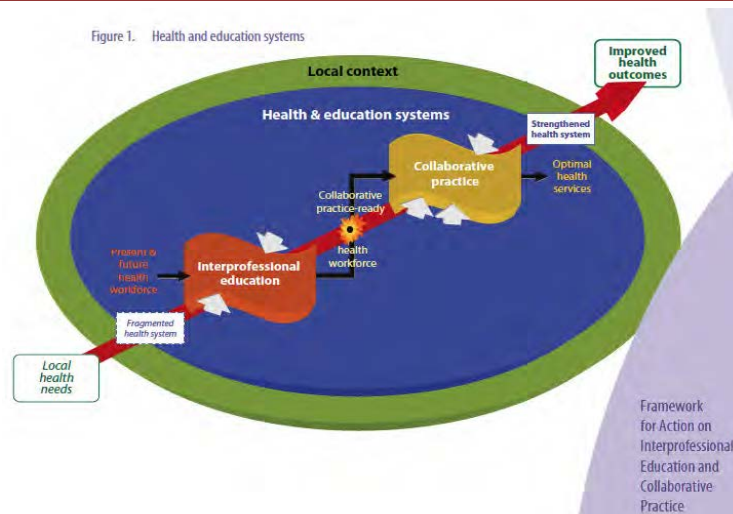 Figure 1. Health and education systems
Improved
health
outcomes
Local context
Health & education systems
Strengthened
health system
Collaborative
practice
Optimal
health
services
Collaborative
practice-ready
health
workforce
Present &
future
health
workforce
Interprofessional
education
Fragmented
health system
Local
health
needs
Framework
for Action on
Interprofessional
Education and
Collaborative
Practice